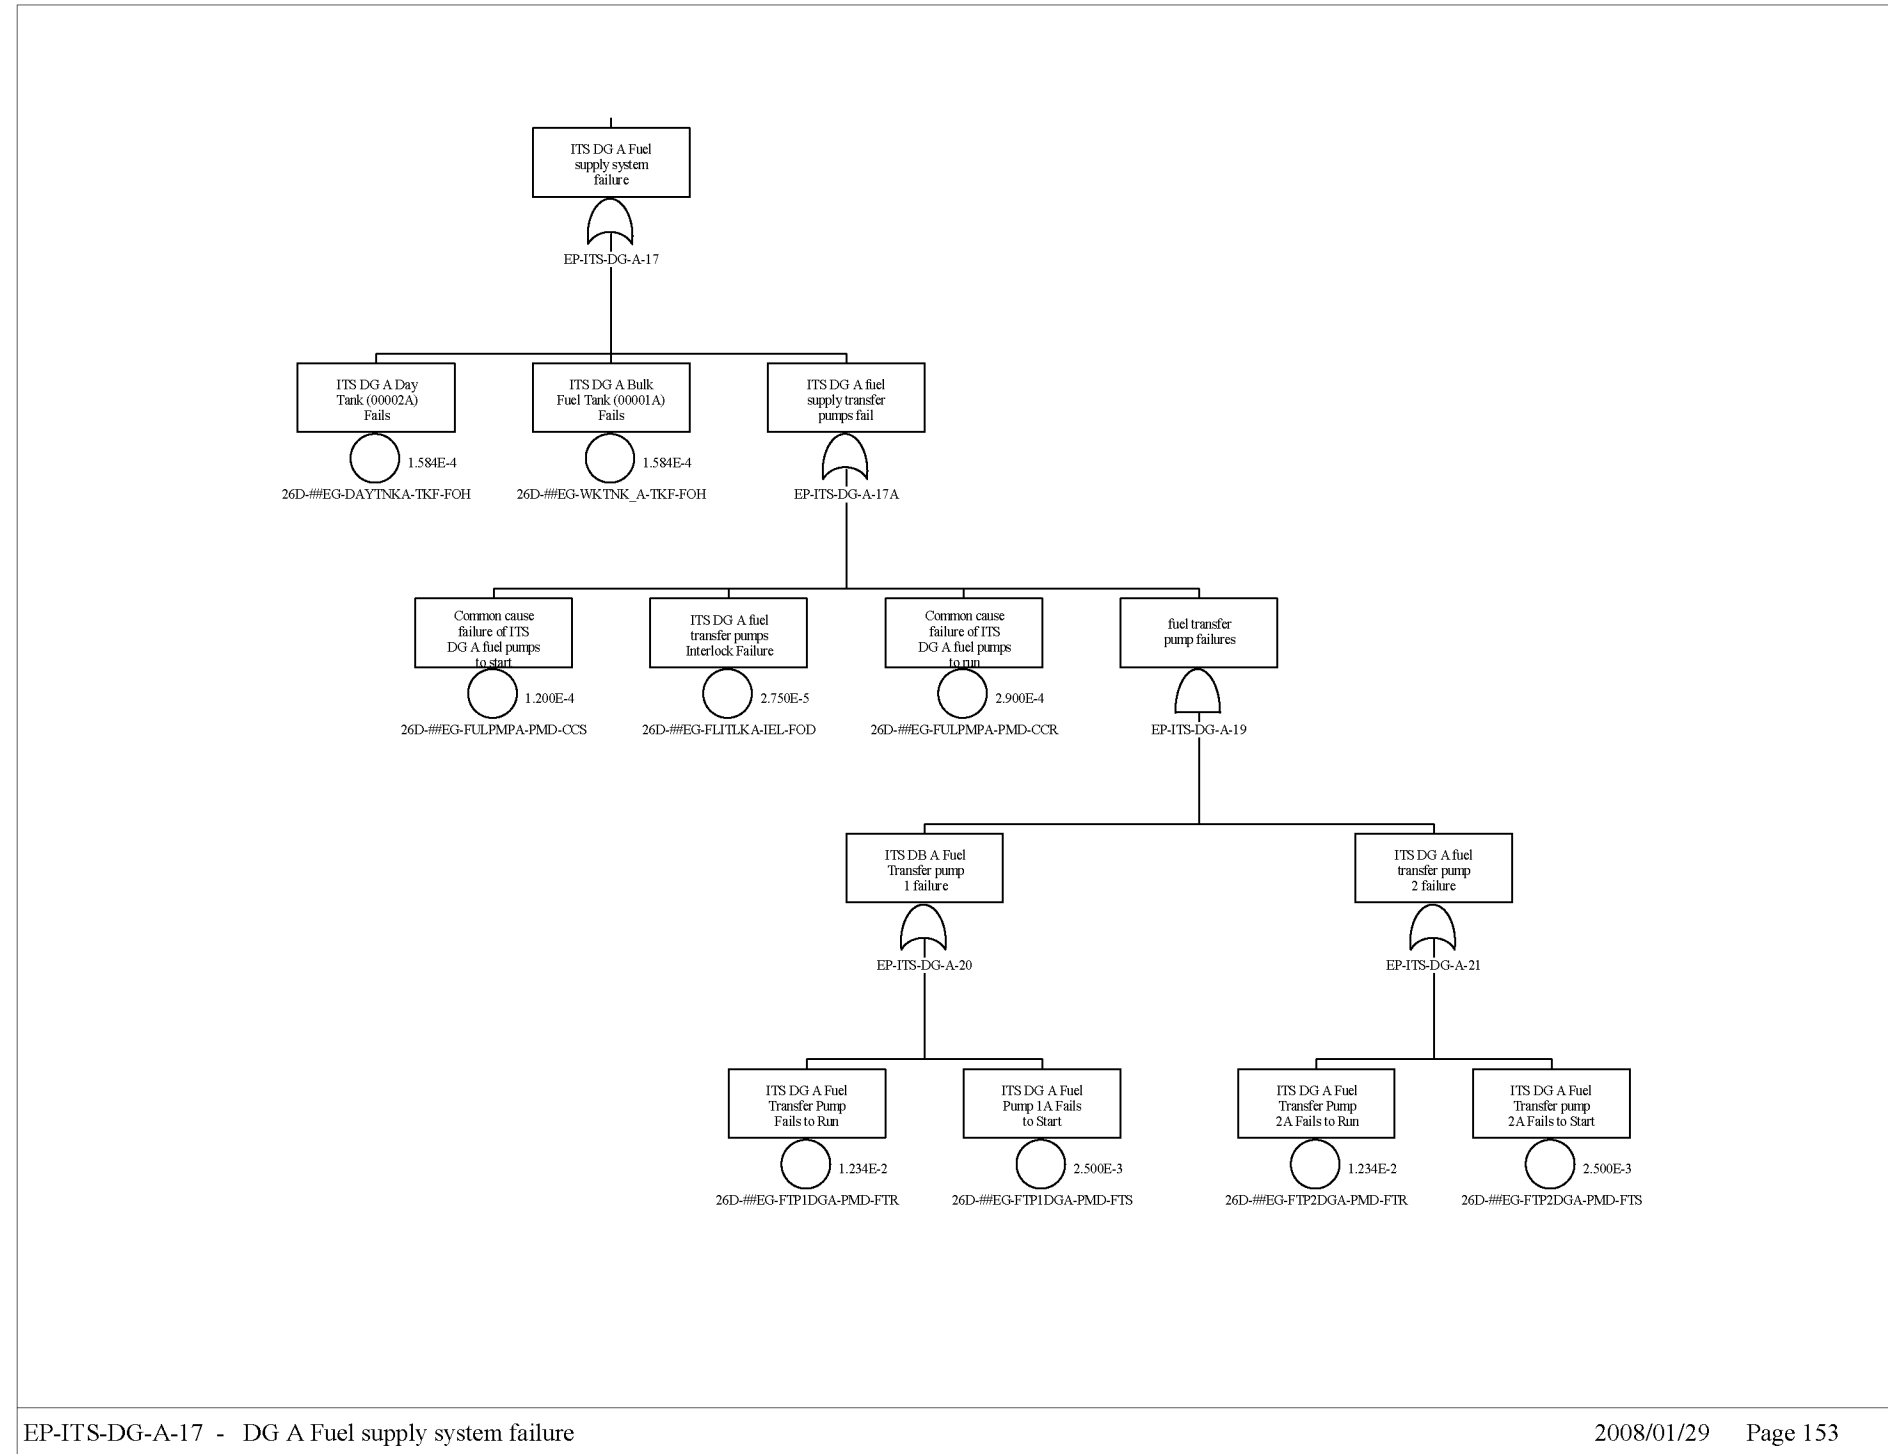 ITS DG A Fuel
supply system
failure
EP-ITS-DG-A-17
ITS DG A Day
Tank (00002A)
Fails
1.584E-4
26D-##EG-DAYTNKA-TKF-FOH
ITS DG A Bulk
Fuel Tank (00001A)
Fails
1.584E-4
26D-##EG-WKTNK_A-TKF-FOH
ITS DG A fuel
supply transfer
pumps fail
EP-ITS-DG-A-17A
Common cause
failure of ITS
DG A fuel pumps
to start
1.200E-4
26D-##EG-FULPMPA-PMD-CCS
ITS DG A fuel
transfer pumps
Interlock Failure
2.750E-5
26D-##EG-FLITLKA-IEL-FOD
Common cause
failure of ITS
DG A fuel pumps
to run
2.900E-4
26D-##EG-FULPMPA-PMD-CCR
fuel transfer
pump failures
EP-ITS-DG-A-19
ITS DB A Fuel
Transfer pump
1 failure
EP-ITS-DG-A-20
ITS DG A fuel
transfer pump
2 failure
EP-ITS-DG-A-21
ITS DG A Fuel
Transfer Pump
Fails to Run
1.234E-2
26D-##EG-FTP1DGA-PMD-FTR
ITS DG A Fuel
Pump 1A Fails
to Start
2.500E-3
26D-##EG-FTP1DGA-PMD-FTS
ITS DG A Fuel
Transfer Pump
2A Fails to Run
1.234E-2
26D-##EG-FTP2DGA-PMD-FTR
ITS DG A Fuel
Transfer pump
2A Fails to Start
2.500E-3
26D-##EG-FTP2DGA-PMD-FTS
EP-ITS-DG-A-17 - DG A Fuel supply system failure
2008/01/29 Page 153